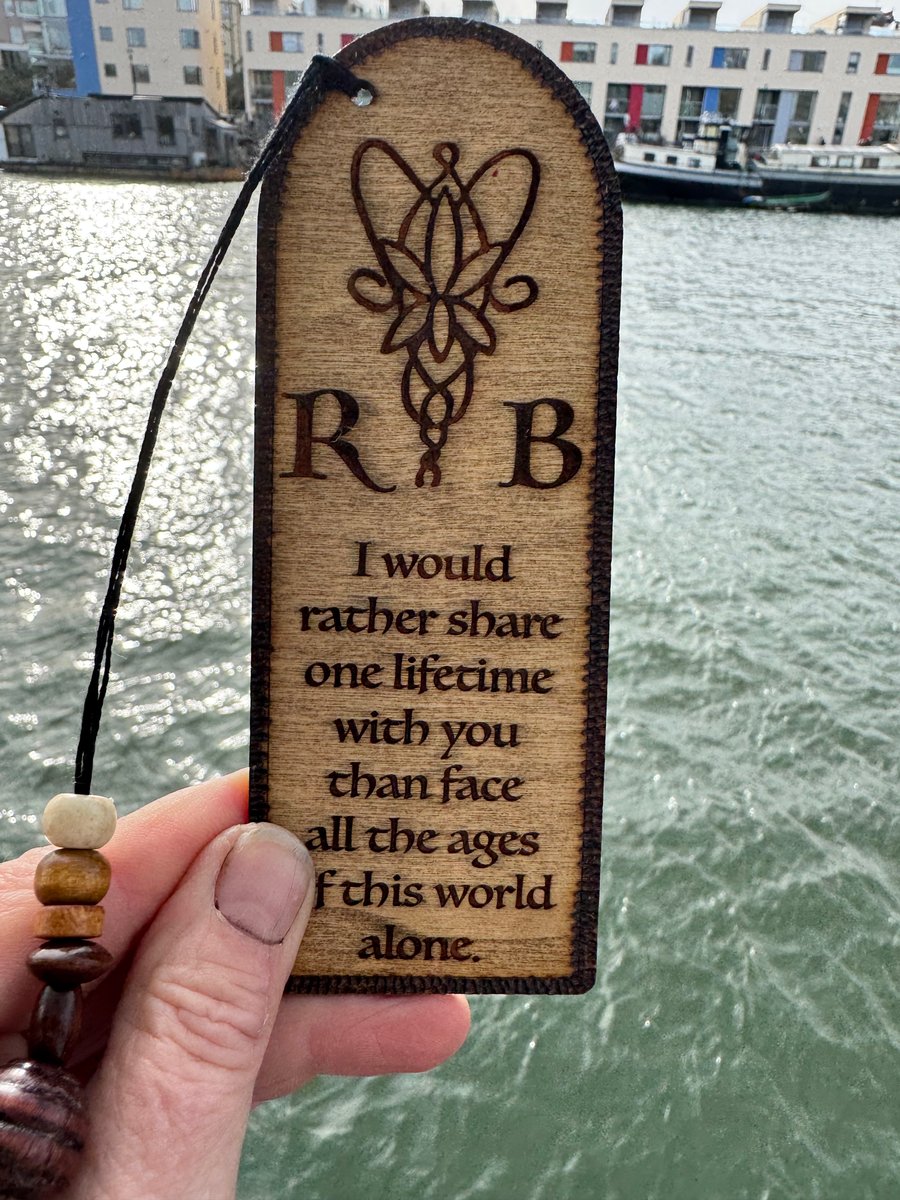 R B
I would
rather share
one lifetime
with you
than face
all the ages
f this world
alone.